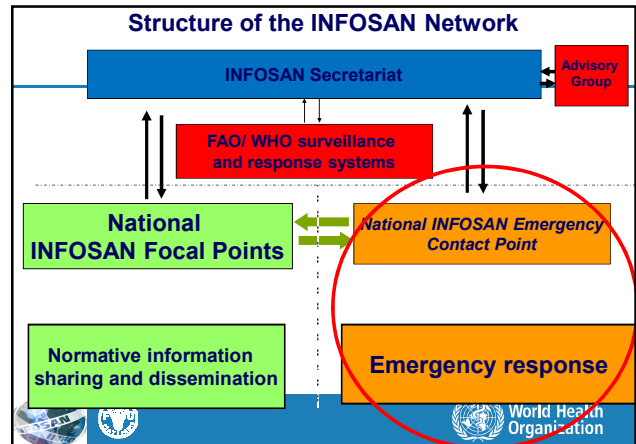 Structure of the INFOSAN Network
INFOSAN Secretariat
Advisory
Group
FAO/ WHO surveillance
and response systems
National
INFOSAN Focal Points
National INFOSAN Emergency
Contact Point
Normative information
sharing and dissemination
Emergency response
World Health
Organization